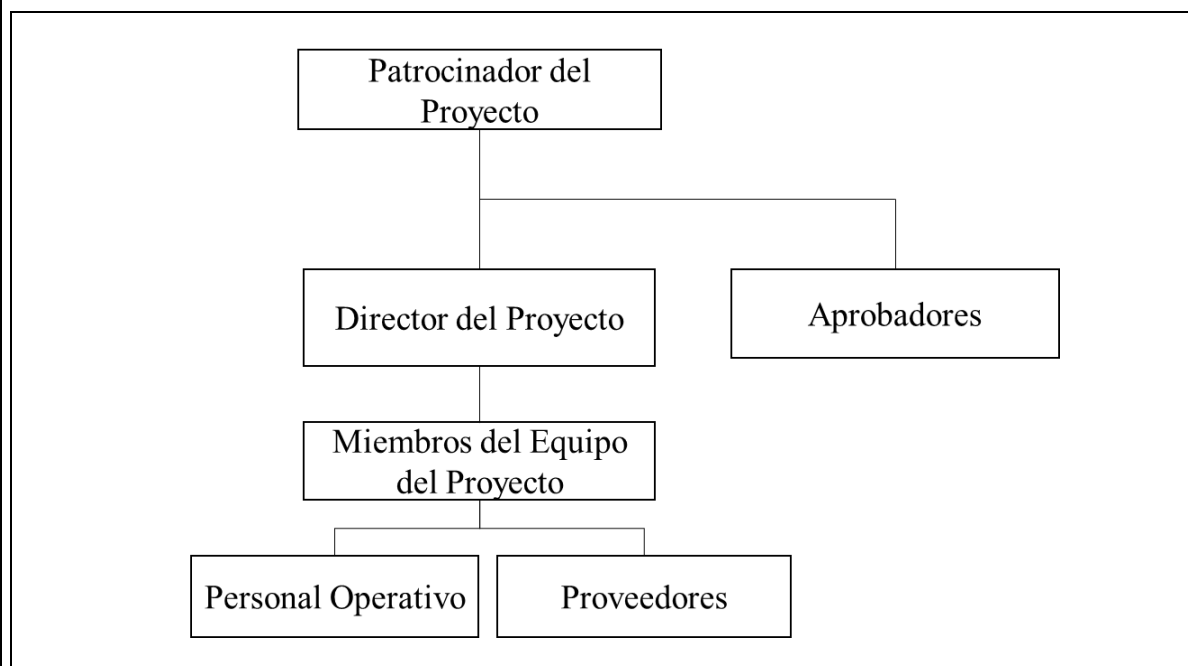 Patrocinador del
Proyecto
Director del Proyecto
Aprobadores
Miembros del Equipo
del Proyecto
Personal Operativo
Proveedores